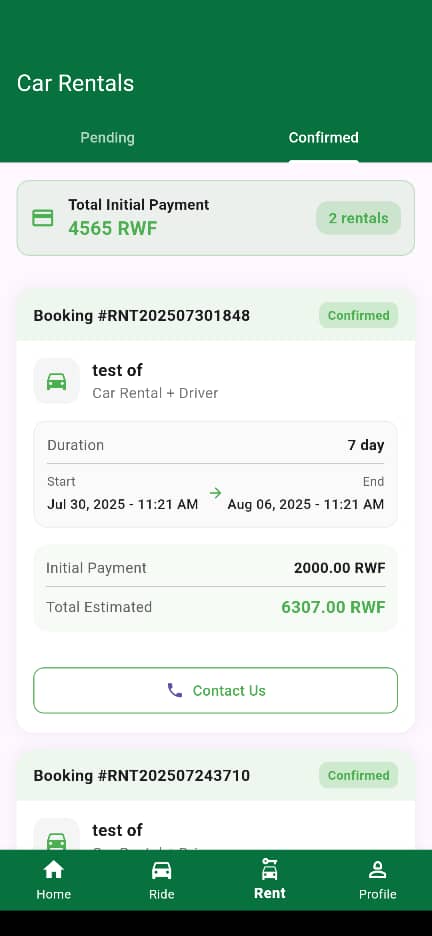 Car Rentals
Pending
Confirmed
Total Initial Payment
4565 RWF
2 rentals
Booking #RNT202507301848
Confirmed
test of
Car Rental + Driver
Duration
7 day
Start
End
Jul 30, 2025 - 11:21 AM
Aug 06, 2025 - 11:21 AM
Initial Payment
2000.00 RWF
Total Estimated
6307.00 RWF
Contact Us
Booking #RNT202507243710
Confirmed
test of
Home
Ride
Rent
Profile